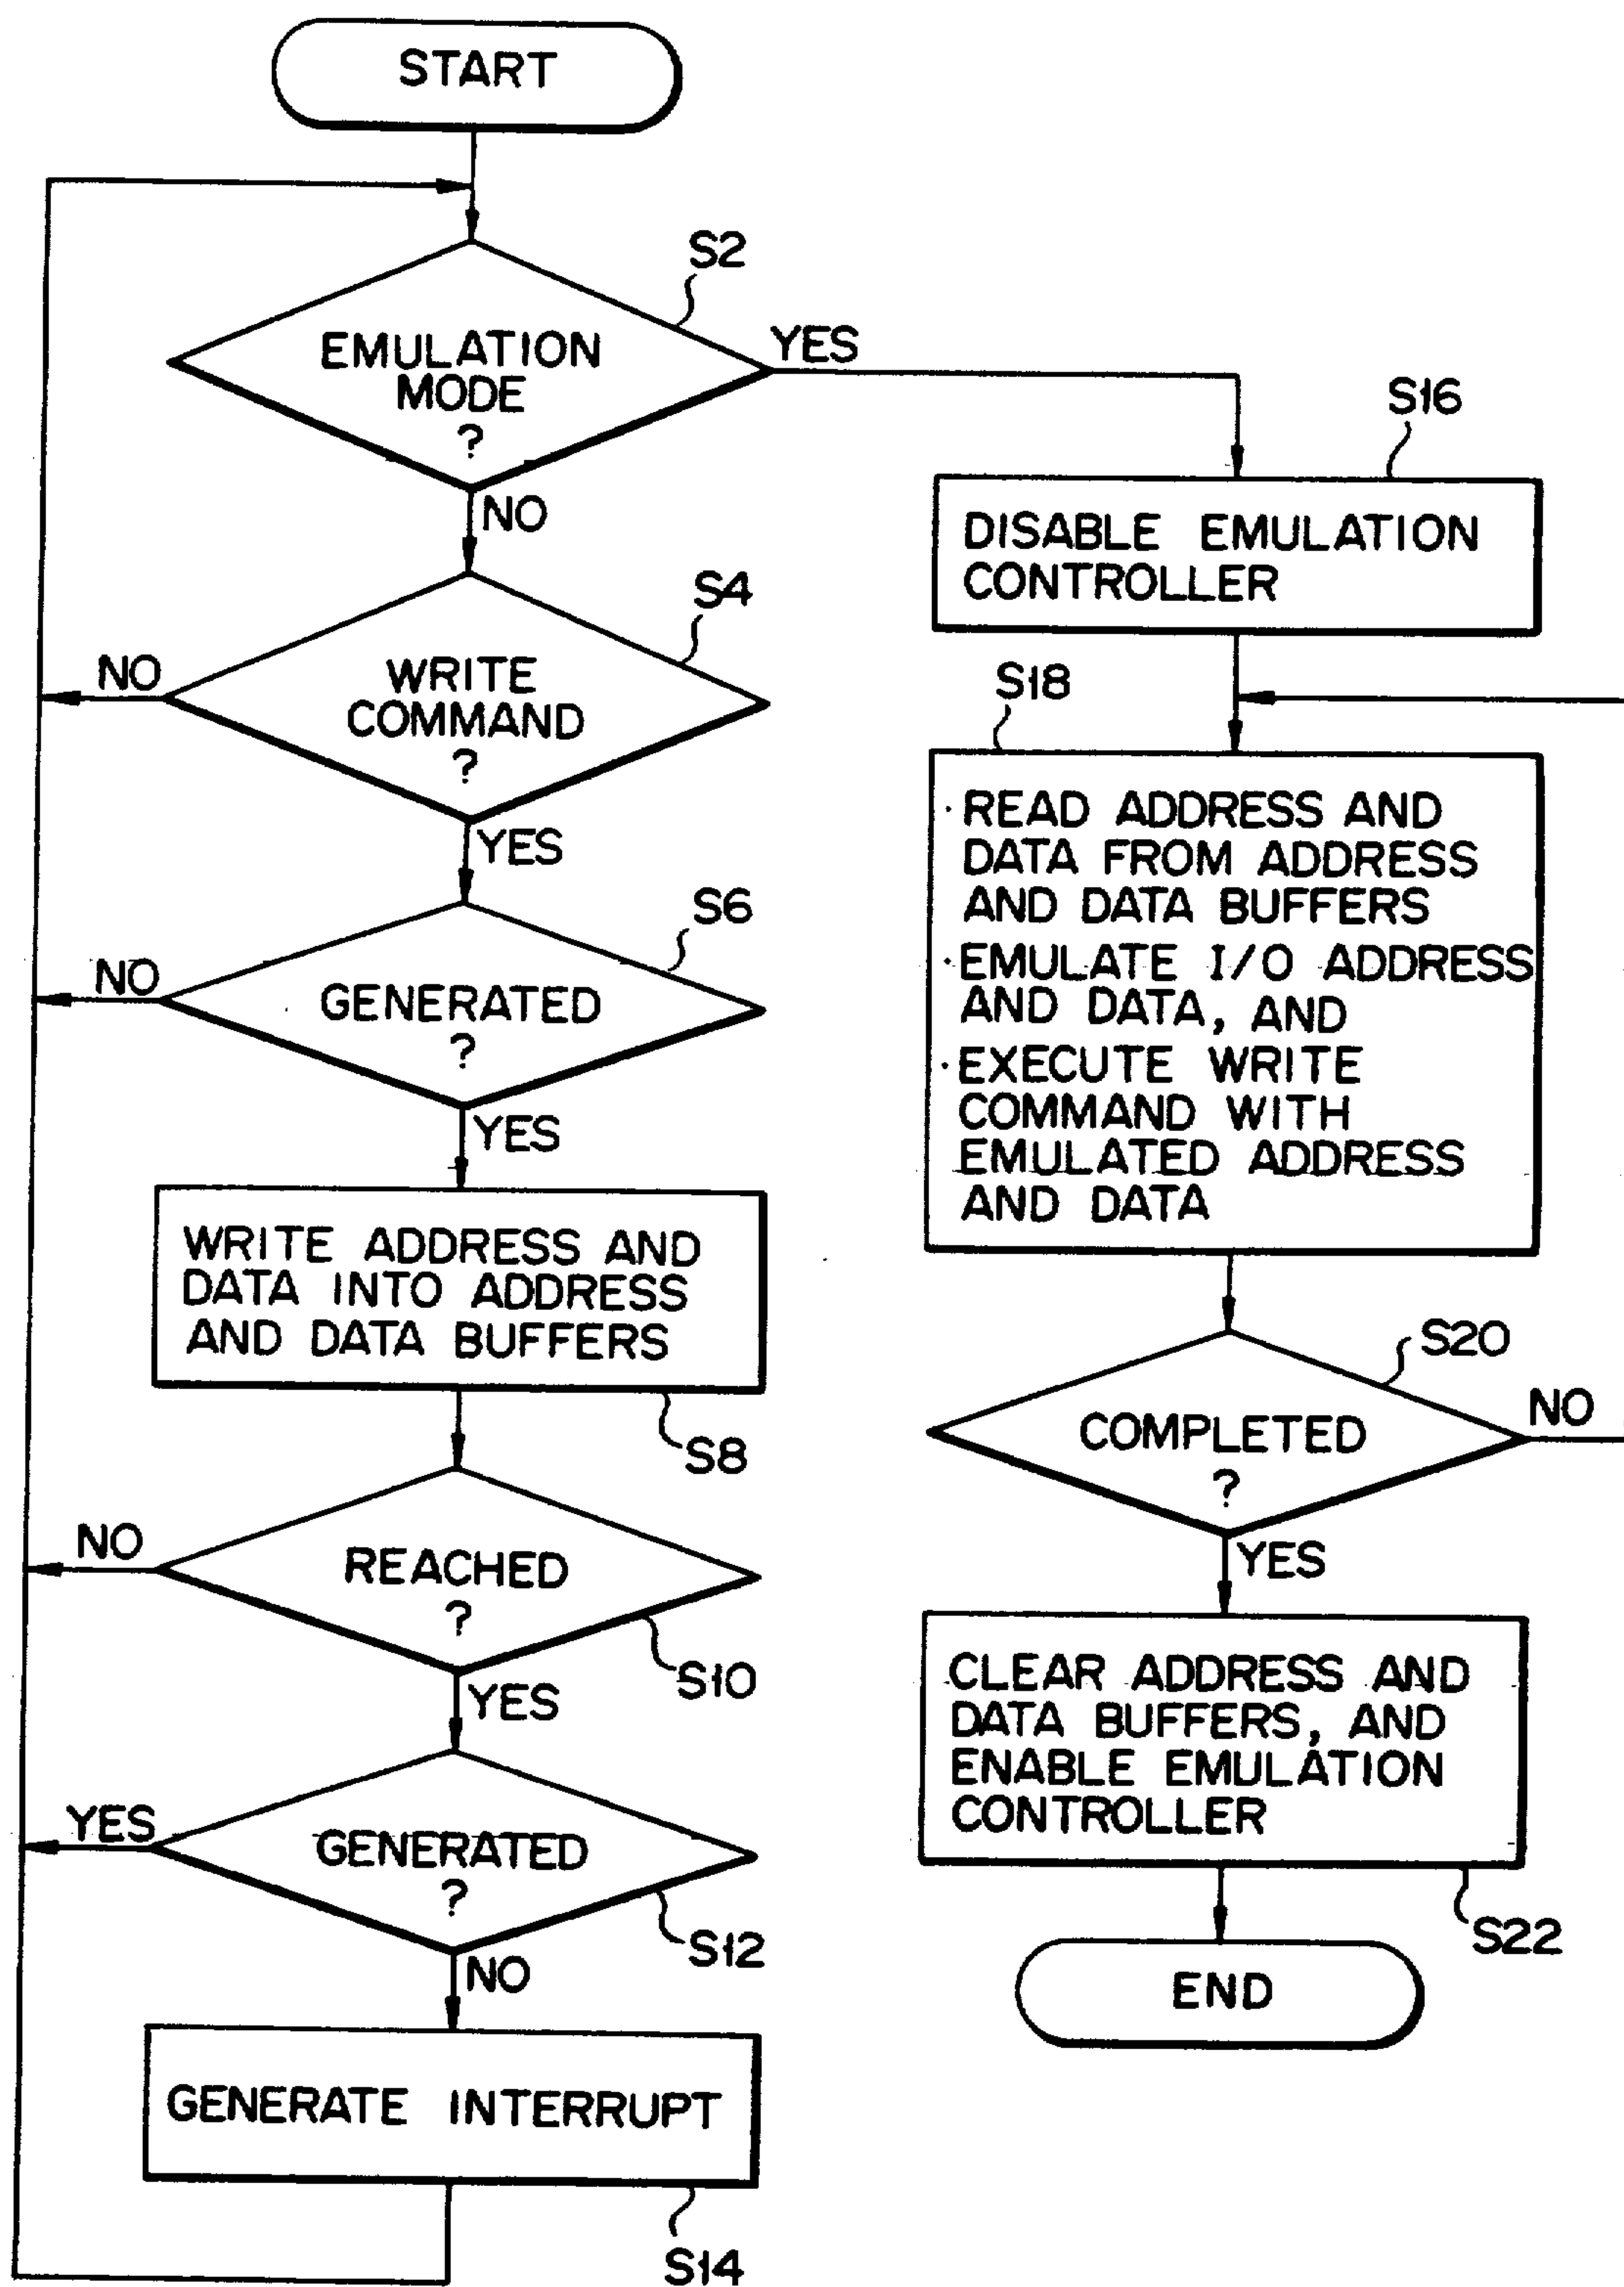 START
S2
EMULATION
MODE
?
YES
NO
S4
WRITE
COMMAND
?
NO
YES
S6
GENERATED
?
NO
YES
WRITE ADDRESS AND
DATA INTO ADDRESS
AND DATA BUFFERS
S8
REACHED
?
NO
S10
YES
GENERATED
?
YES
S12
NO
GENERATE INTERRUPT
S14
S16
DISABLE EMULATION
CONTROLLER
S18
·READ ADDRESS AND
DATA FROM ADDRESS
AND DATA BUFFERS
·EMULATE I/O ADDRESS
AND DATA, AND
·EXECUTE WRITE
COMMAND WITH
EMULATED ADDRESS
AND DATA
S20
COMPLETED
?
NO
YES
CLEAR ADDRESS AND
DATA BUFFERS, AND
ENABLE EMULATION
CONTROLLER
S22
END